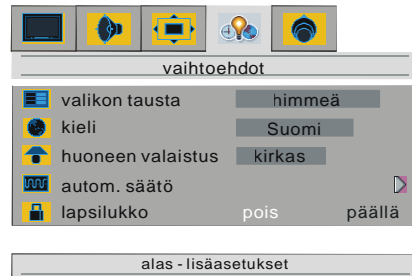 vaihtoehdot
valikon tausta himmeä
kieli Suomi
huoneen valaistus kirkas
autom. säätö
lapsilukko pois päällä
alas - lisäasetukset